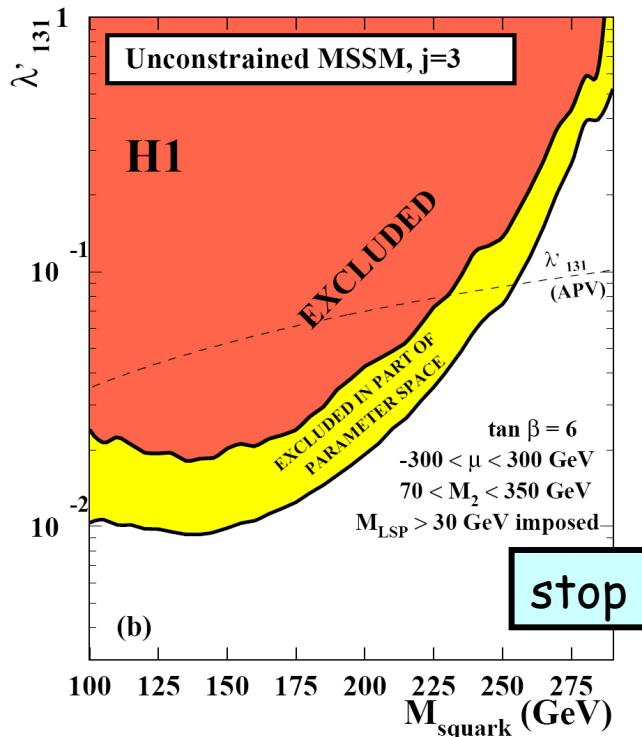 λ'131
1
Unconstrained MSSM, j=3
H1
EXCLUDED
10 -1
λ'131
(APV)
EXCLUDED IN PART OF
PARAMETER SPACE
tan β = 6
-300 < μ < 300 GeV
70 < M2 < 350 GeV
10 -2
MLSP > 30 GeV imposed
stop
(b)
100 125 150 175 200 225 250 275
Msquark (GeV)